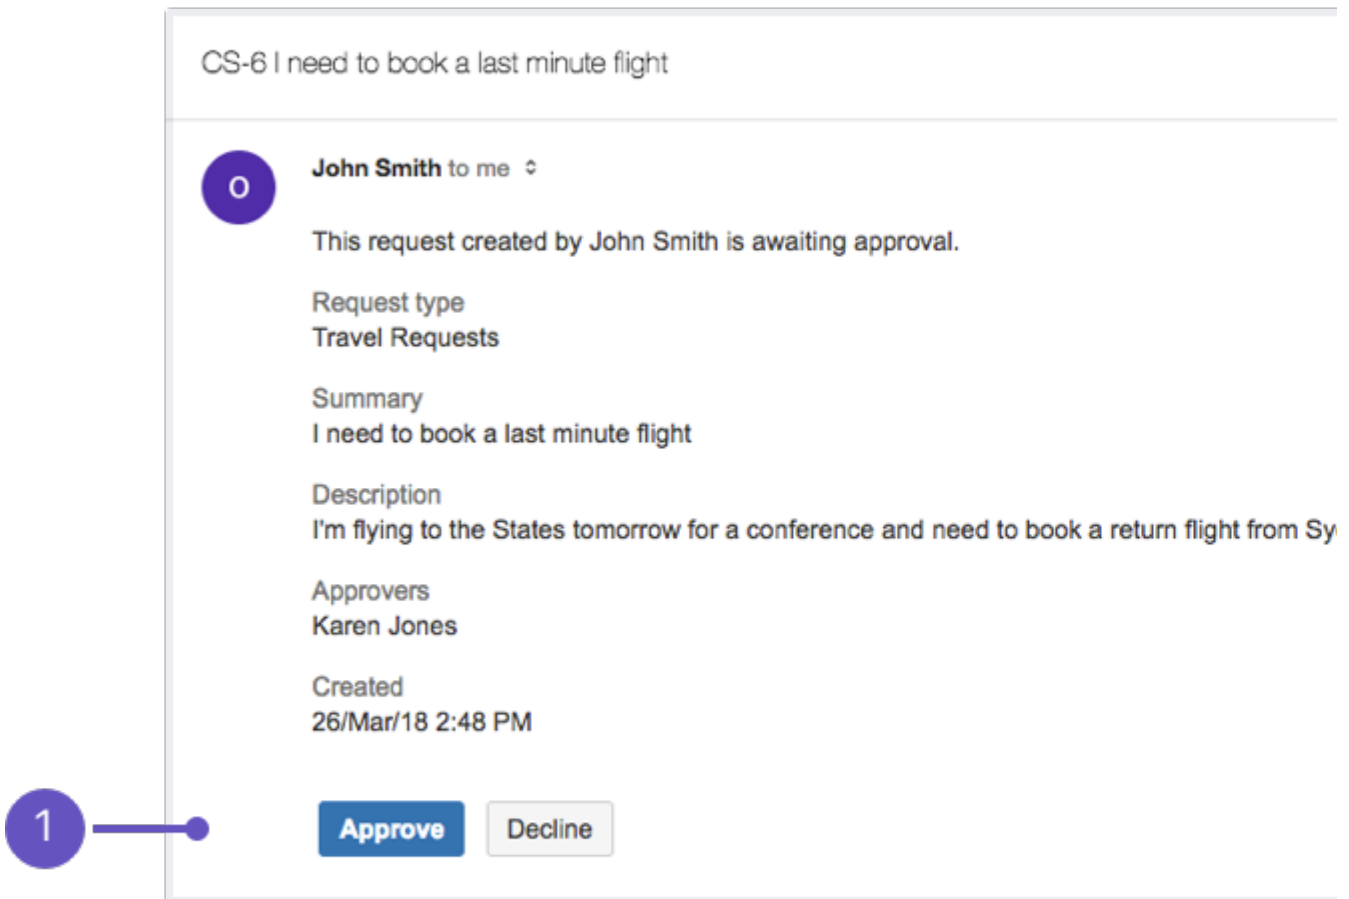 CS-6 I need to book a last minute flight
O
John Smith to me
This request created by John Smith is awaiting approval.
Request type
Travel Requests
Summary
I need to book a last minute flight
Description
I'm flying to the States tomorrow for a conference and need to book a return flight from
Approvers
Karen Jones
Created
26/Mar/18 2:48 PM
1
Approve Decline